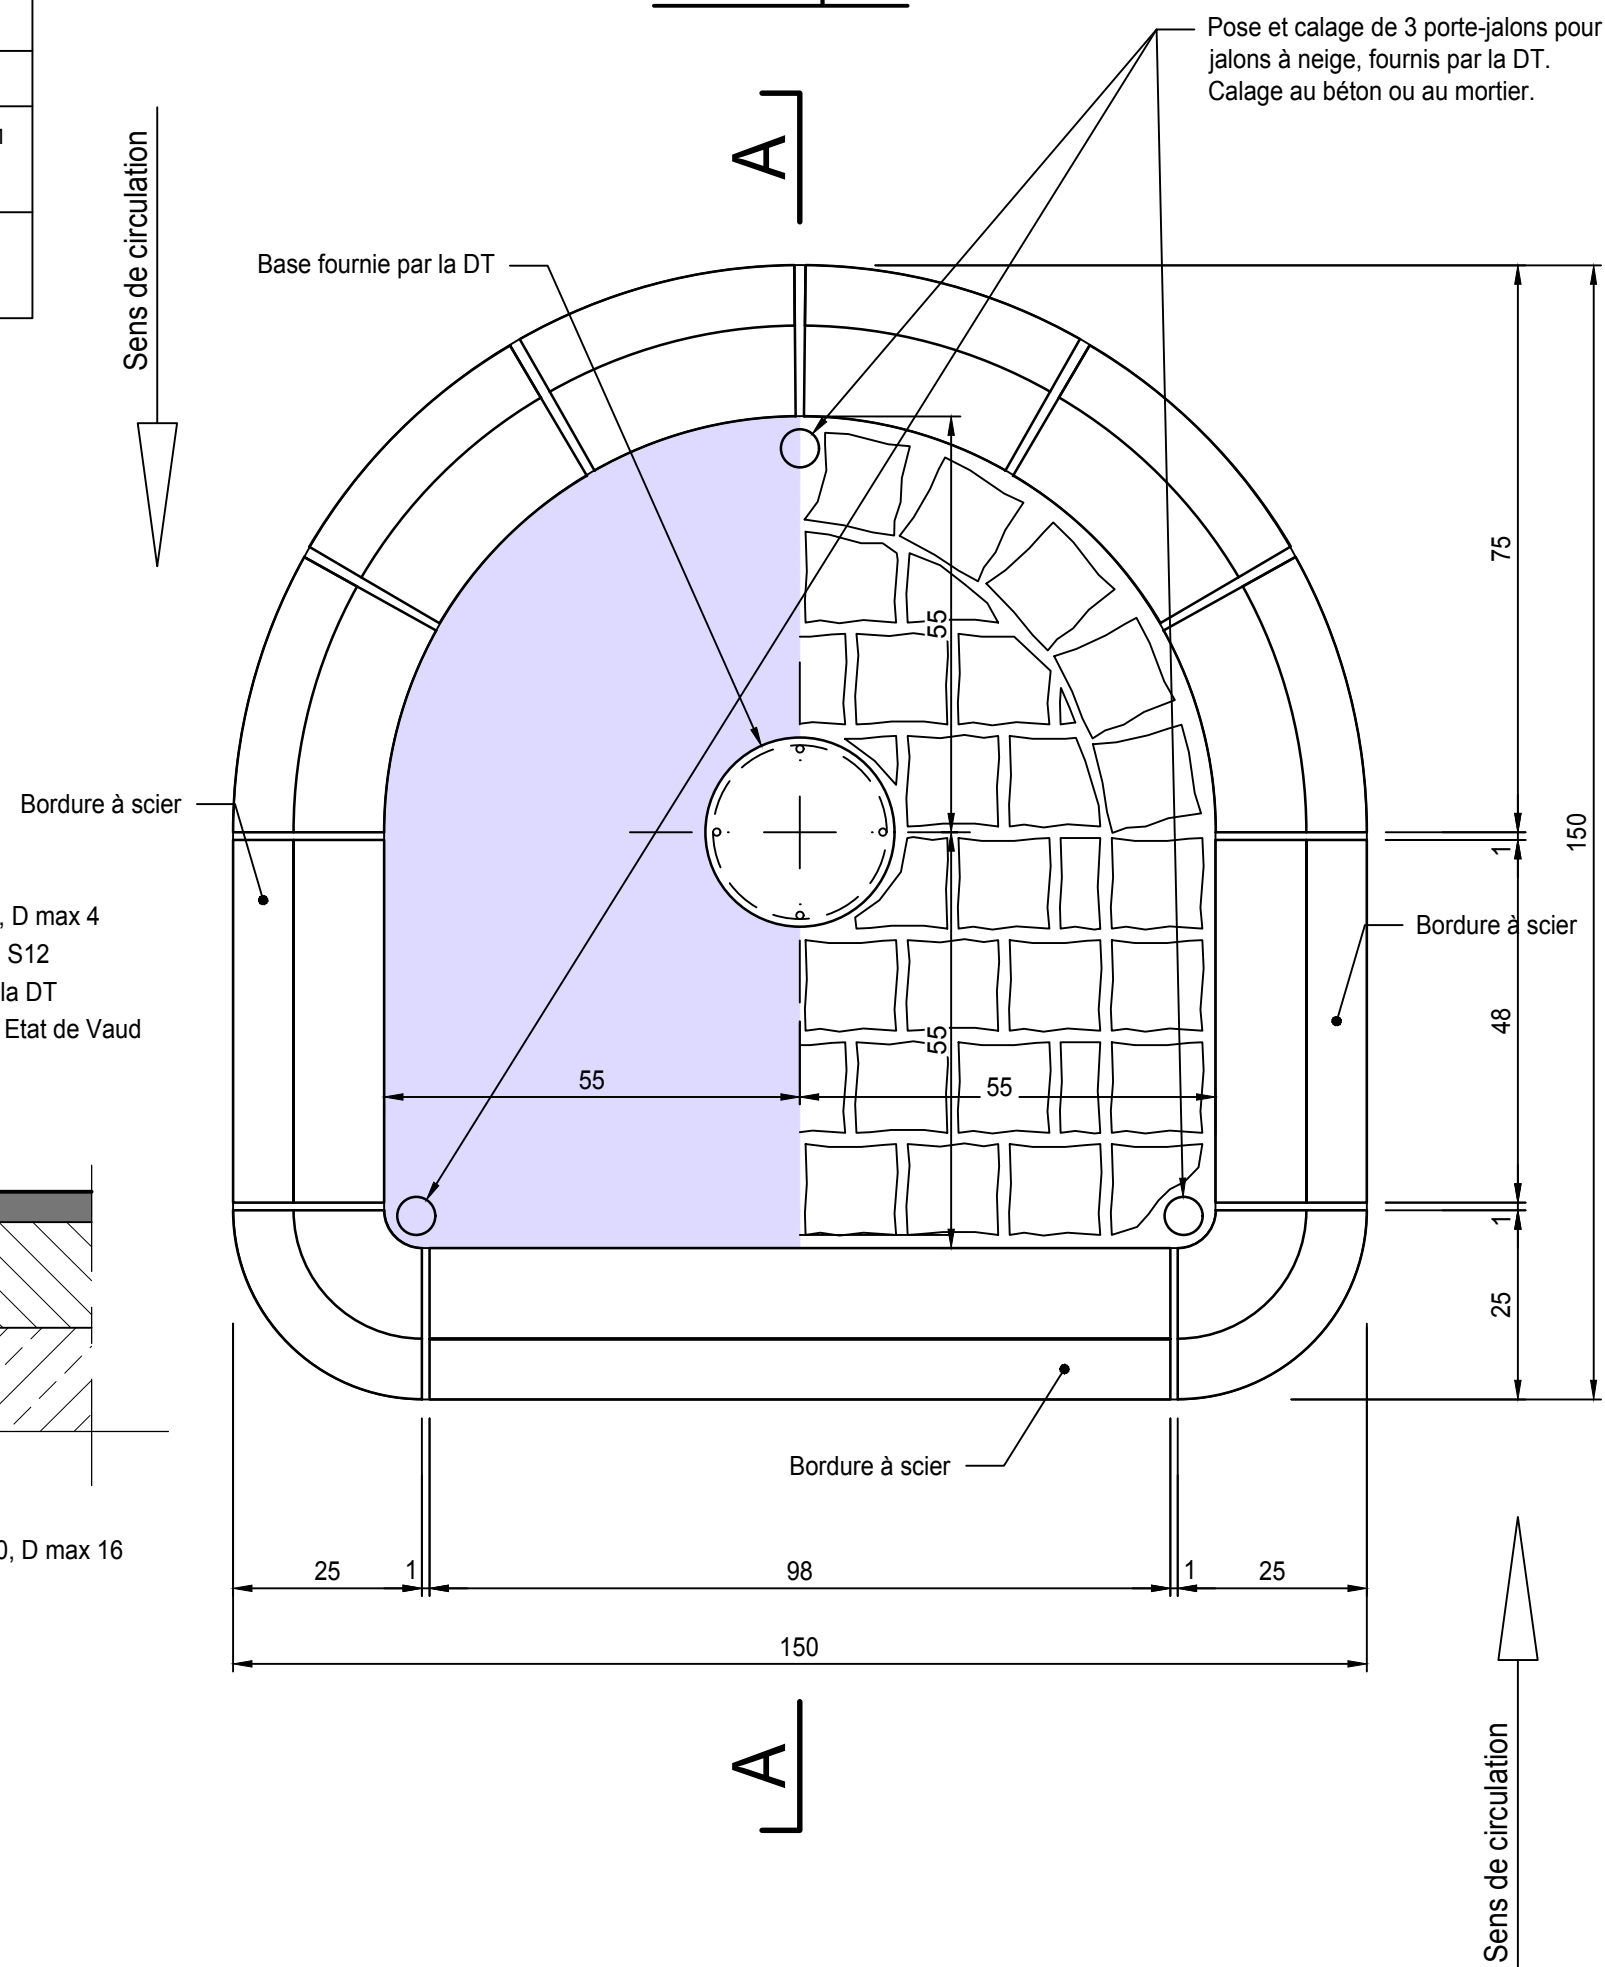 Pose et calage de 3 porte-jalons pour
jalons à neige, fournis par la DT.
Calage au béton ou au mortier.
A
Sens de circulation
Base fournie par la DT
75
55
Bordure à scier
150
1
, D max 4
Bordure à scier
S12
la DT
48
Etat de Vaud
55
55
55
1
25
Bordure à scier
0, D max 16
25
1
98
1
25
150
A
Sens de circulation